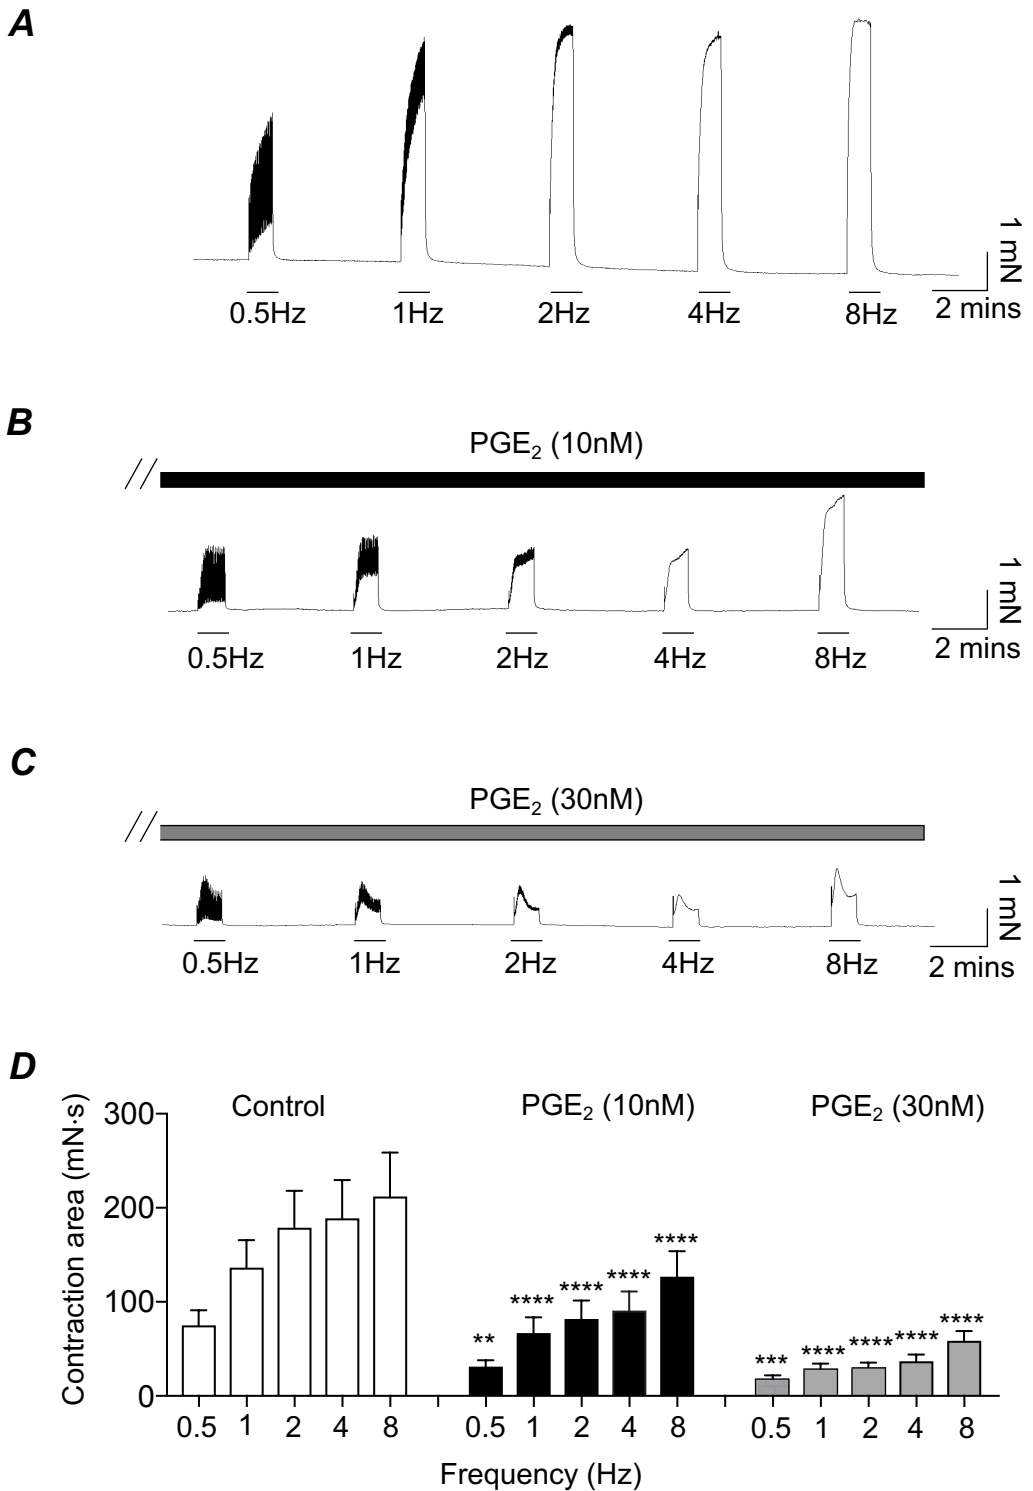 A
1 mN
0.5Hz 1Hz 2Hz 4Hz 8Hz 2 mins
B
PGE₂ (10nM)
1 mN
0.5Hz 1Hz 2Hz 4Hz 8Hz 2 mins
C
PGE₂ (30nM)
1 mN
0.5Hz 1Hz 2Hz 4Hz 8Hz 2 mins
D
Contraction area (mN·s)
Control PGE₂ (10nM) PGE₂ (30nM)
300
200
100
0
** **** **** **** ****
*** **** **** **** ****
0.5 1 2 4 8 0.5 1 2 4 8 0.5 1 2 4 8
Frequency (Hz)